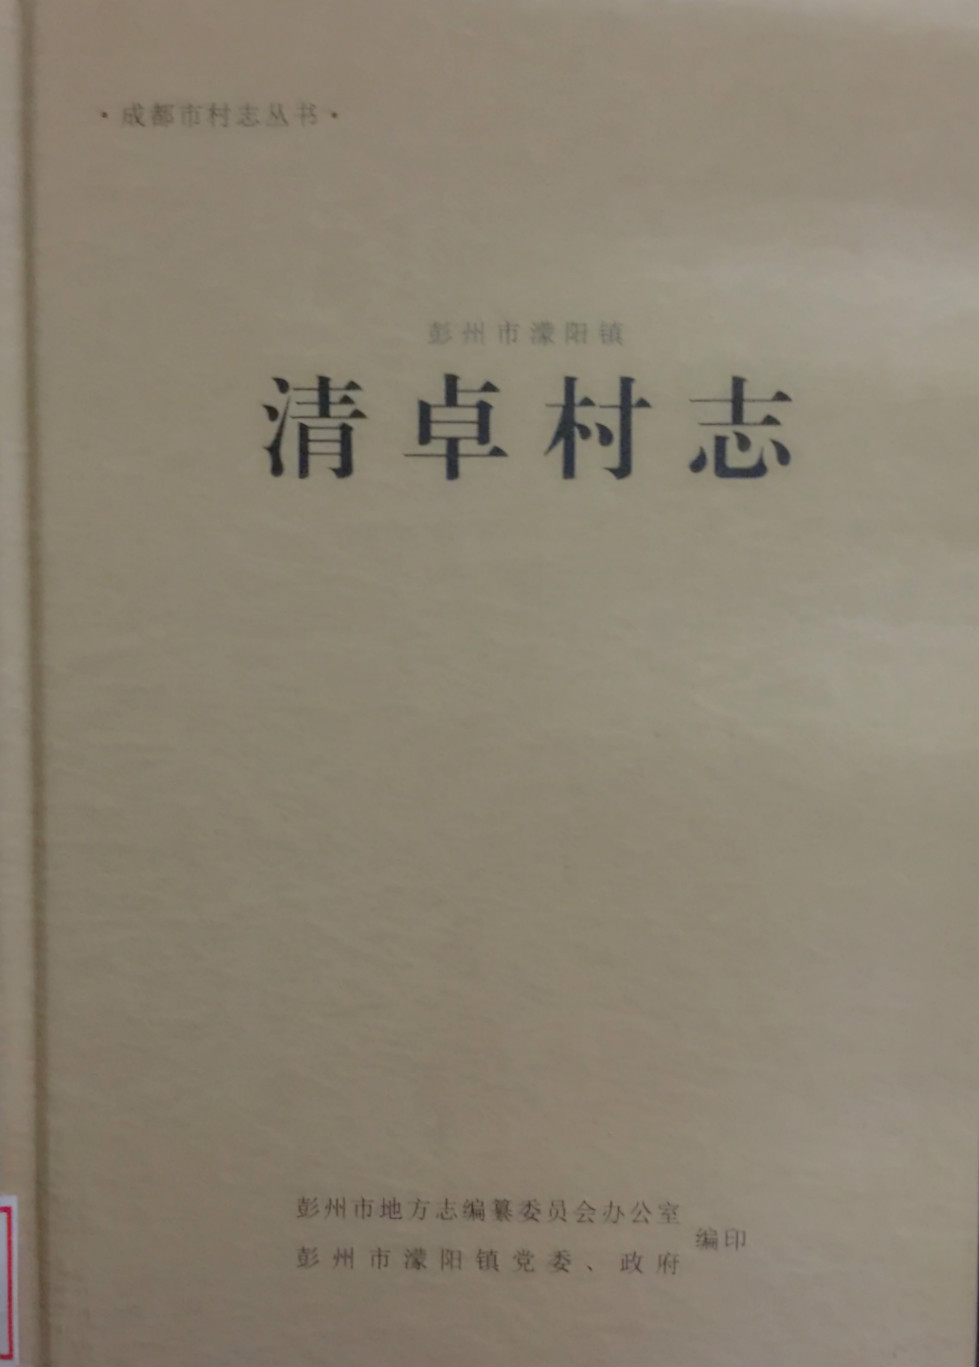 ·成都市村志丛书·
彭州市濛阳镇
清卓村志
彭州市地方志编纂委员会办公室
彭州市濛阳镇党委、政府
编印